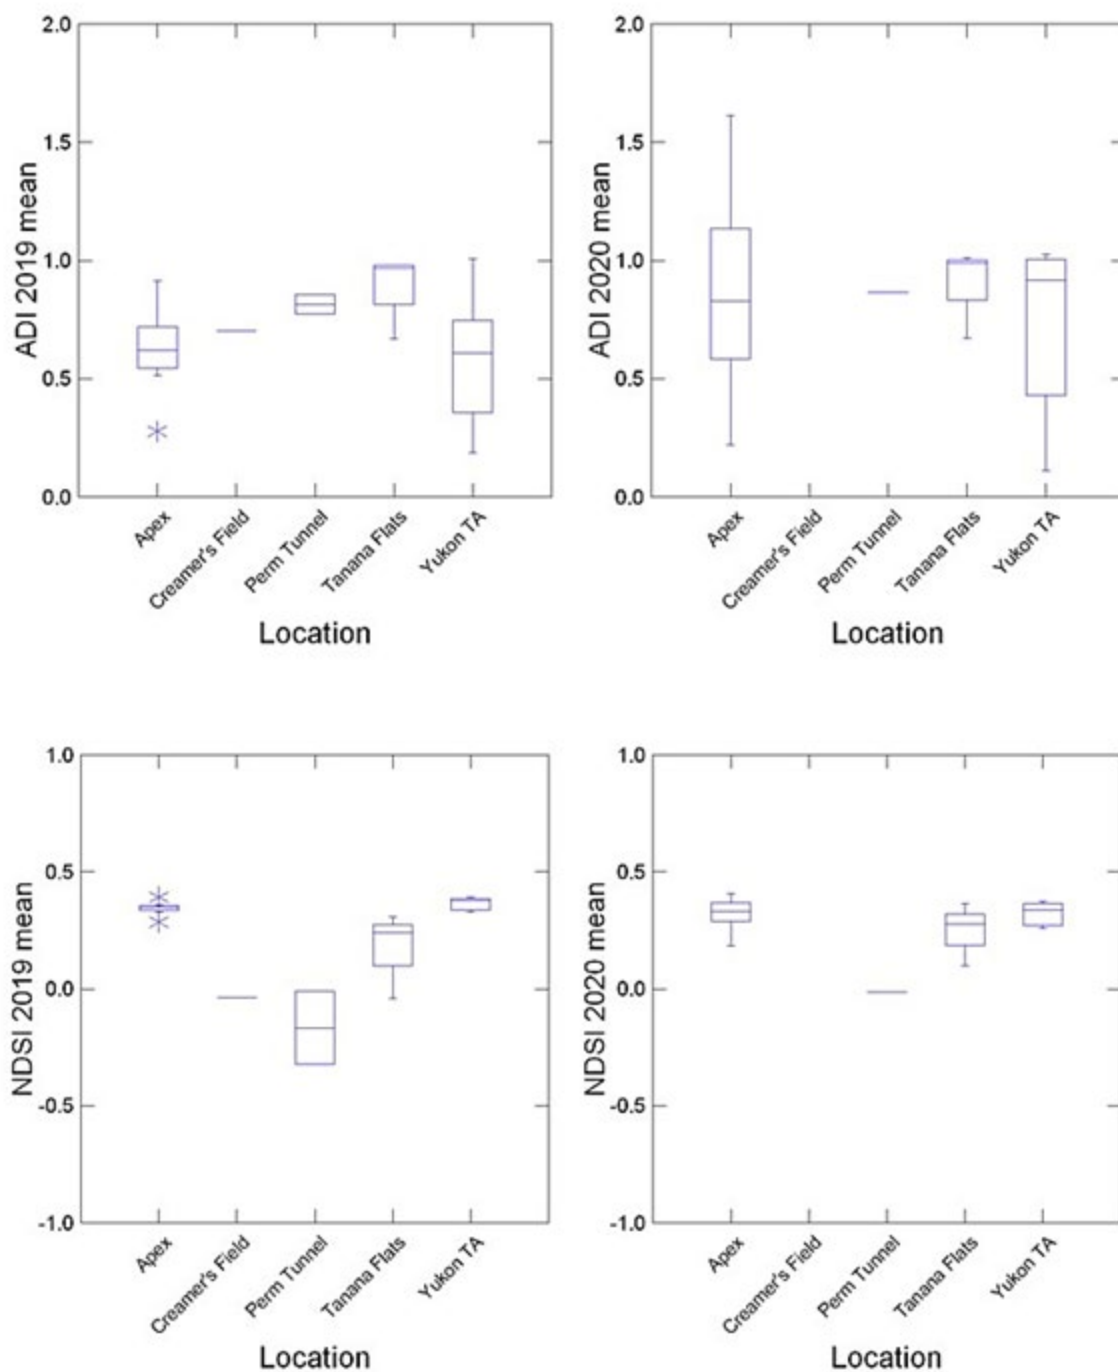 ADI 2019 mean
2.0
1.5
1.0
0.5
0.0
Apex
Creamer's Field
Perm Tunnel
Tanana Flats
Yukon TA
Location
ADI 2020 mean
2.0
1.5
1.0
0.5
0.0
Apex
Creamer's Field
Perm Tunnel
Tanana Flats
Yukon TA
Location
NDSI 2019 mean
1.0
0.5
0.0
-0.5
-1.0
Apex
Creamer's Field
Perm Tunnel
Tanana Flats
Yukon TA
Location
NDSI 2020 mean
1.0
0.5
0.0
-0.5
-1.0
Apex
Creamer's Field
Perm Tunnel
Tanana Flats
Yukon TA
Location